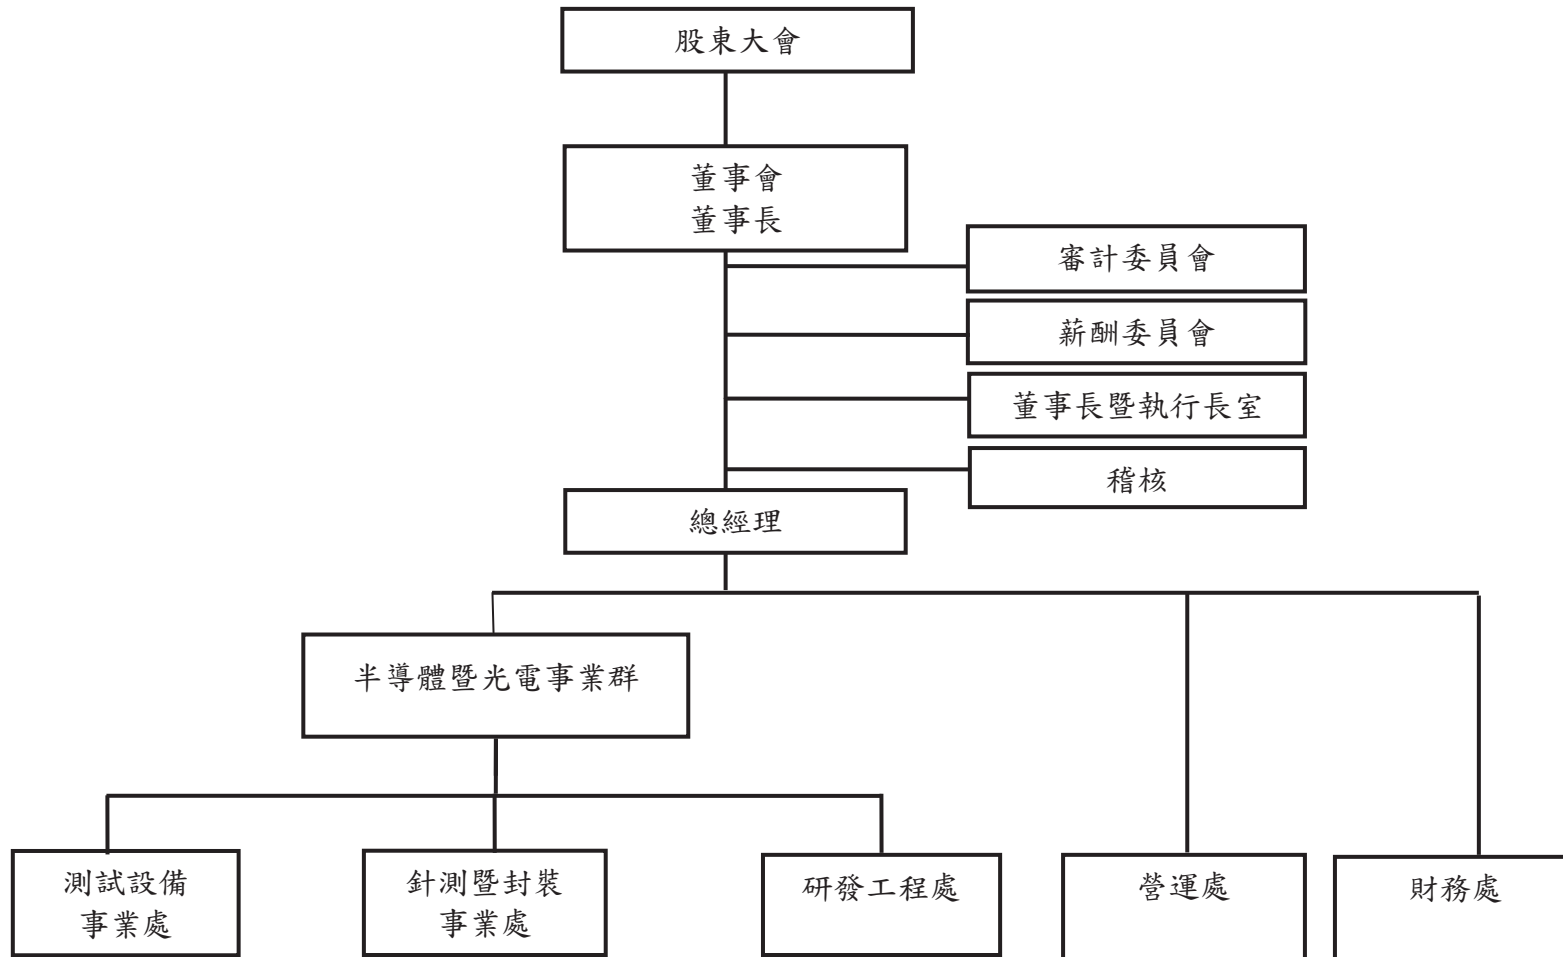 股東大會
董事會
董事長
審計委員會
薪酬委員會
董事長暨執行長室
稽核
總經理
半導體暨光電事業群
測試設備
事業處
針測暨封裝
事業處
研發工程處
營運處
財務處